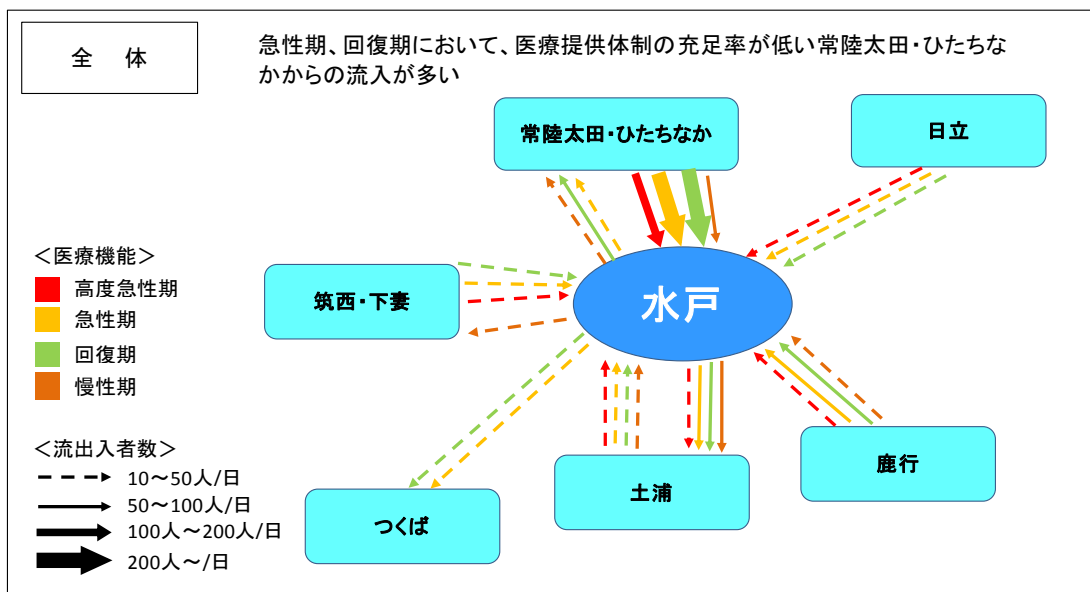 全　体
急性期、回復期において、医療提供体制の充足率が低い常陸太田・ひたちな
かからの流入が多い
常陸太田・ひたちなか
日立
＜医療機能＞
高度急性期
急性期
回復期
慢性期
筑西・下妻
水戸
＜流出入者数＞
10～50人/日
50～100人/日
100人～200人/日
200人～/日
つくば
土浦
鹿行